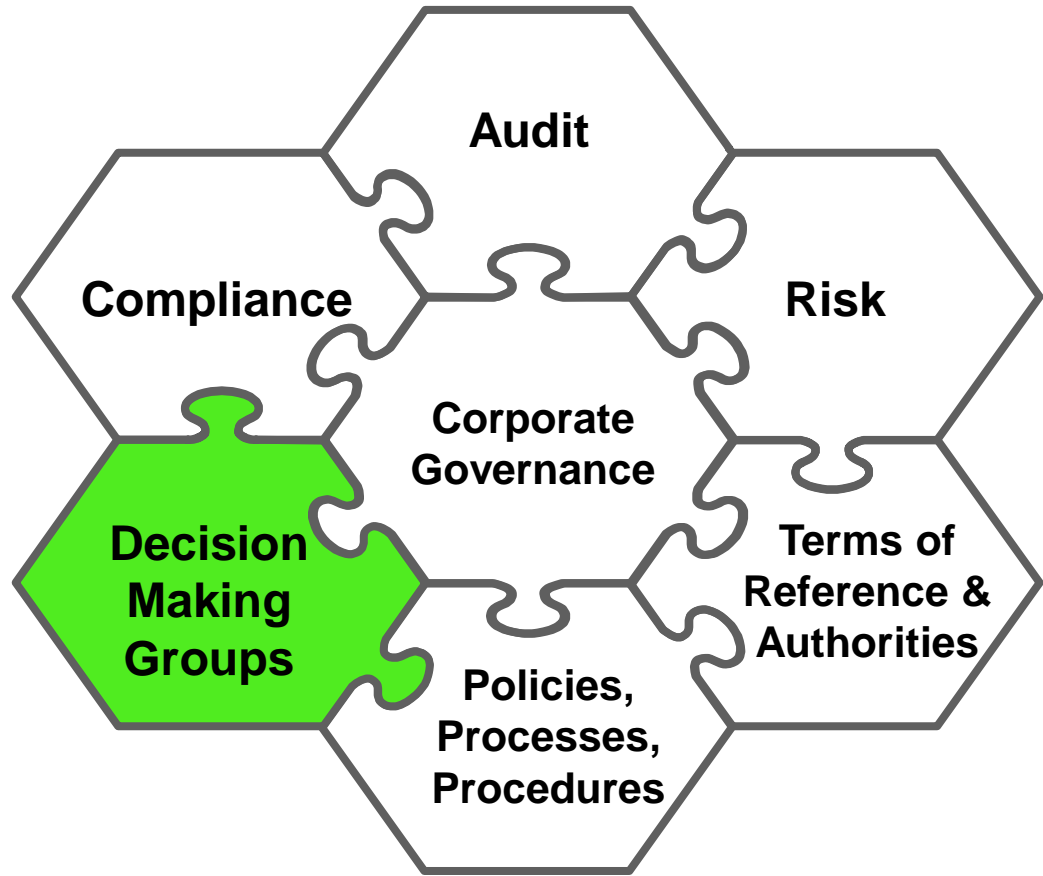 Audit
Compliance
Risk
Corporate
Governance
Decision
Making
Groups
Terms of
Reference &
Authorities
Policies,
Processes,
Procedures